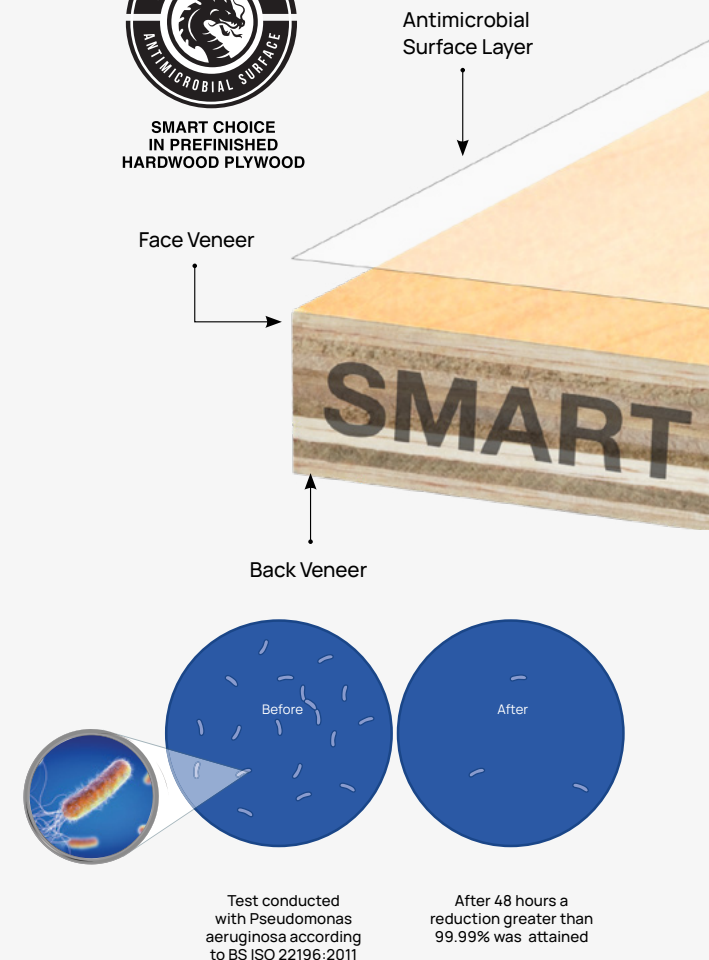 ANTIMICROBIAL SURFACE
SMART CHOICE
IN PREFINISHED
HARDWOOD PLYWOOD
Antimicrobial
Surface Layer
Face Veneer
SMART
Back Veneer
Before
After
Test conducted
with Pseudomonas
aeruginosa according
to BS ISO 22196:2011
After 48 hours a
reduction greater than
99.99% was attained